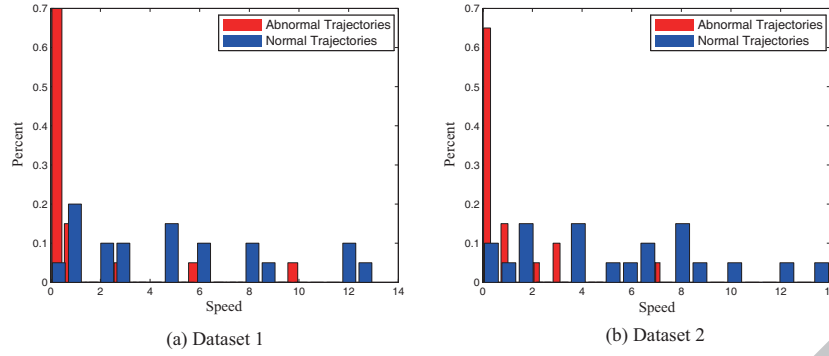 0.7
0.6
0.5
0.4
0.3
0.2
0.1
0
Percent
Abnormal Trajectories
Normal Trajectories
0 2 4 6 8 10 12 14
Speed
(a) Dataset 1
0.7
0.6
0.5
0.4
0.3
0.2
0.1
0
Percent
Abnormal Trajectories
Normal Trajectories
0 2 4 6 8 10 12 14
Speed
(b) Dataset 2